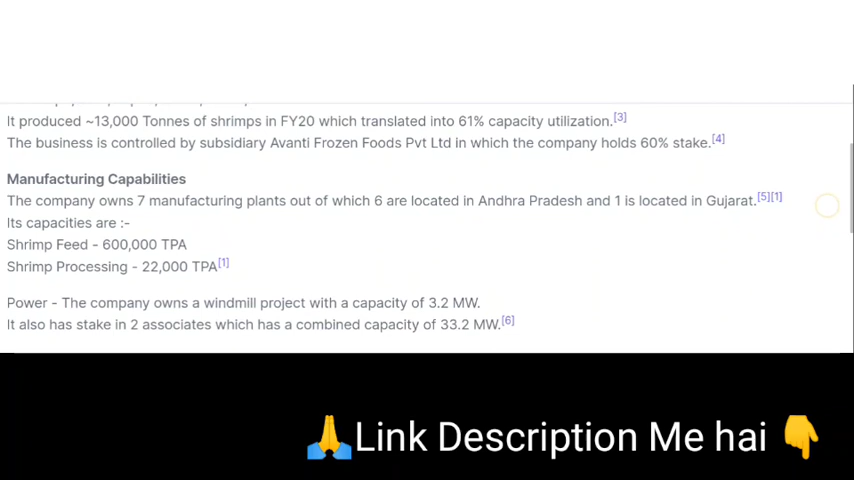 It produced ~13,000 Tonnes of shrimps in FY20 which translated into 61% capacity utilization.[3]
The business is controlled by subsidiary Avanti Frozen Foods Pvt Ltd in which the company holds 60% stake.[4]
Manufacturing Capabilities
The company owns 7 manufacturing plants out of which 6 are located in Andhra Pradesh and 1 is located in Gujarat.[5][1]
Its capacities are :-
Shrimp Feed - 600,000 TPA
Shrimp Processing - 22,000 TPA[1]
Power - The company owns a windmill project with a capacity of 3.2 MW.
It also has stake in 2 associates which has a combined capacity of 33.2 MW.[6]
🙏Link Description Me hai 👇